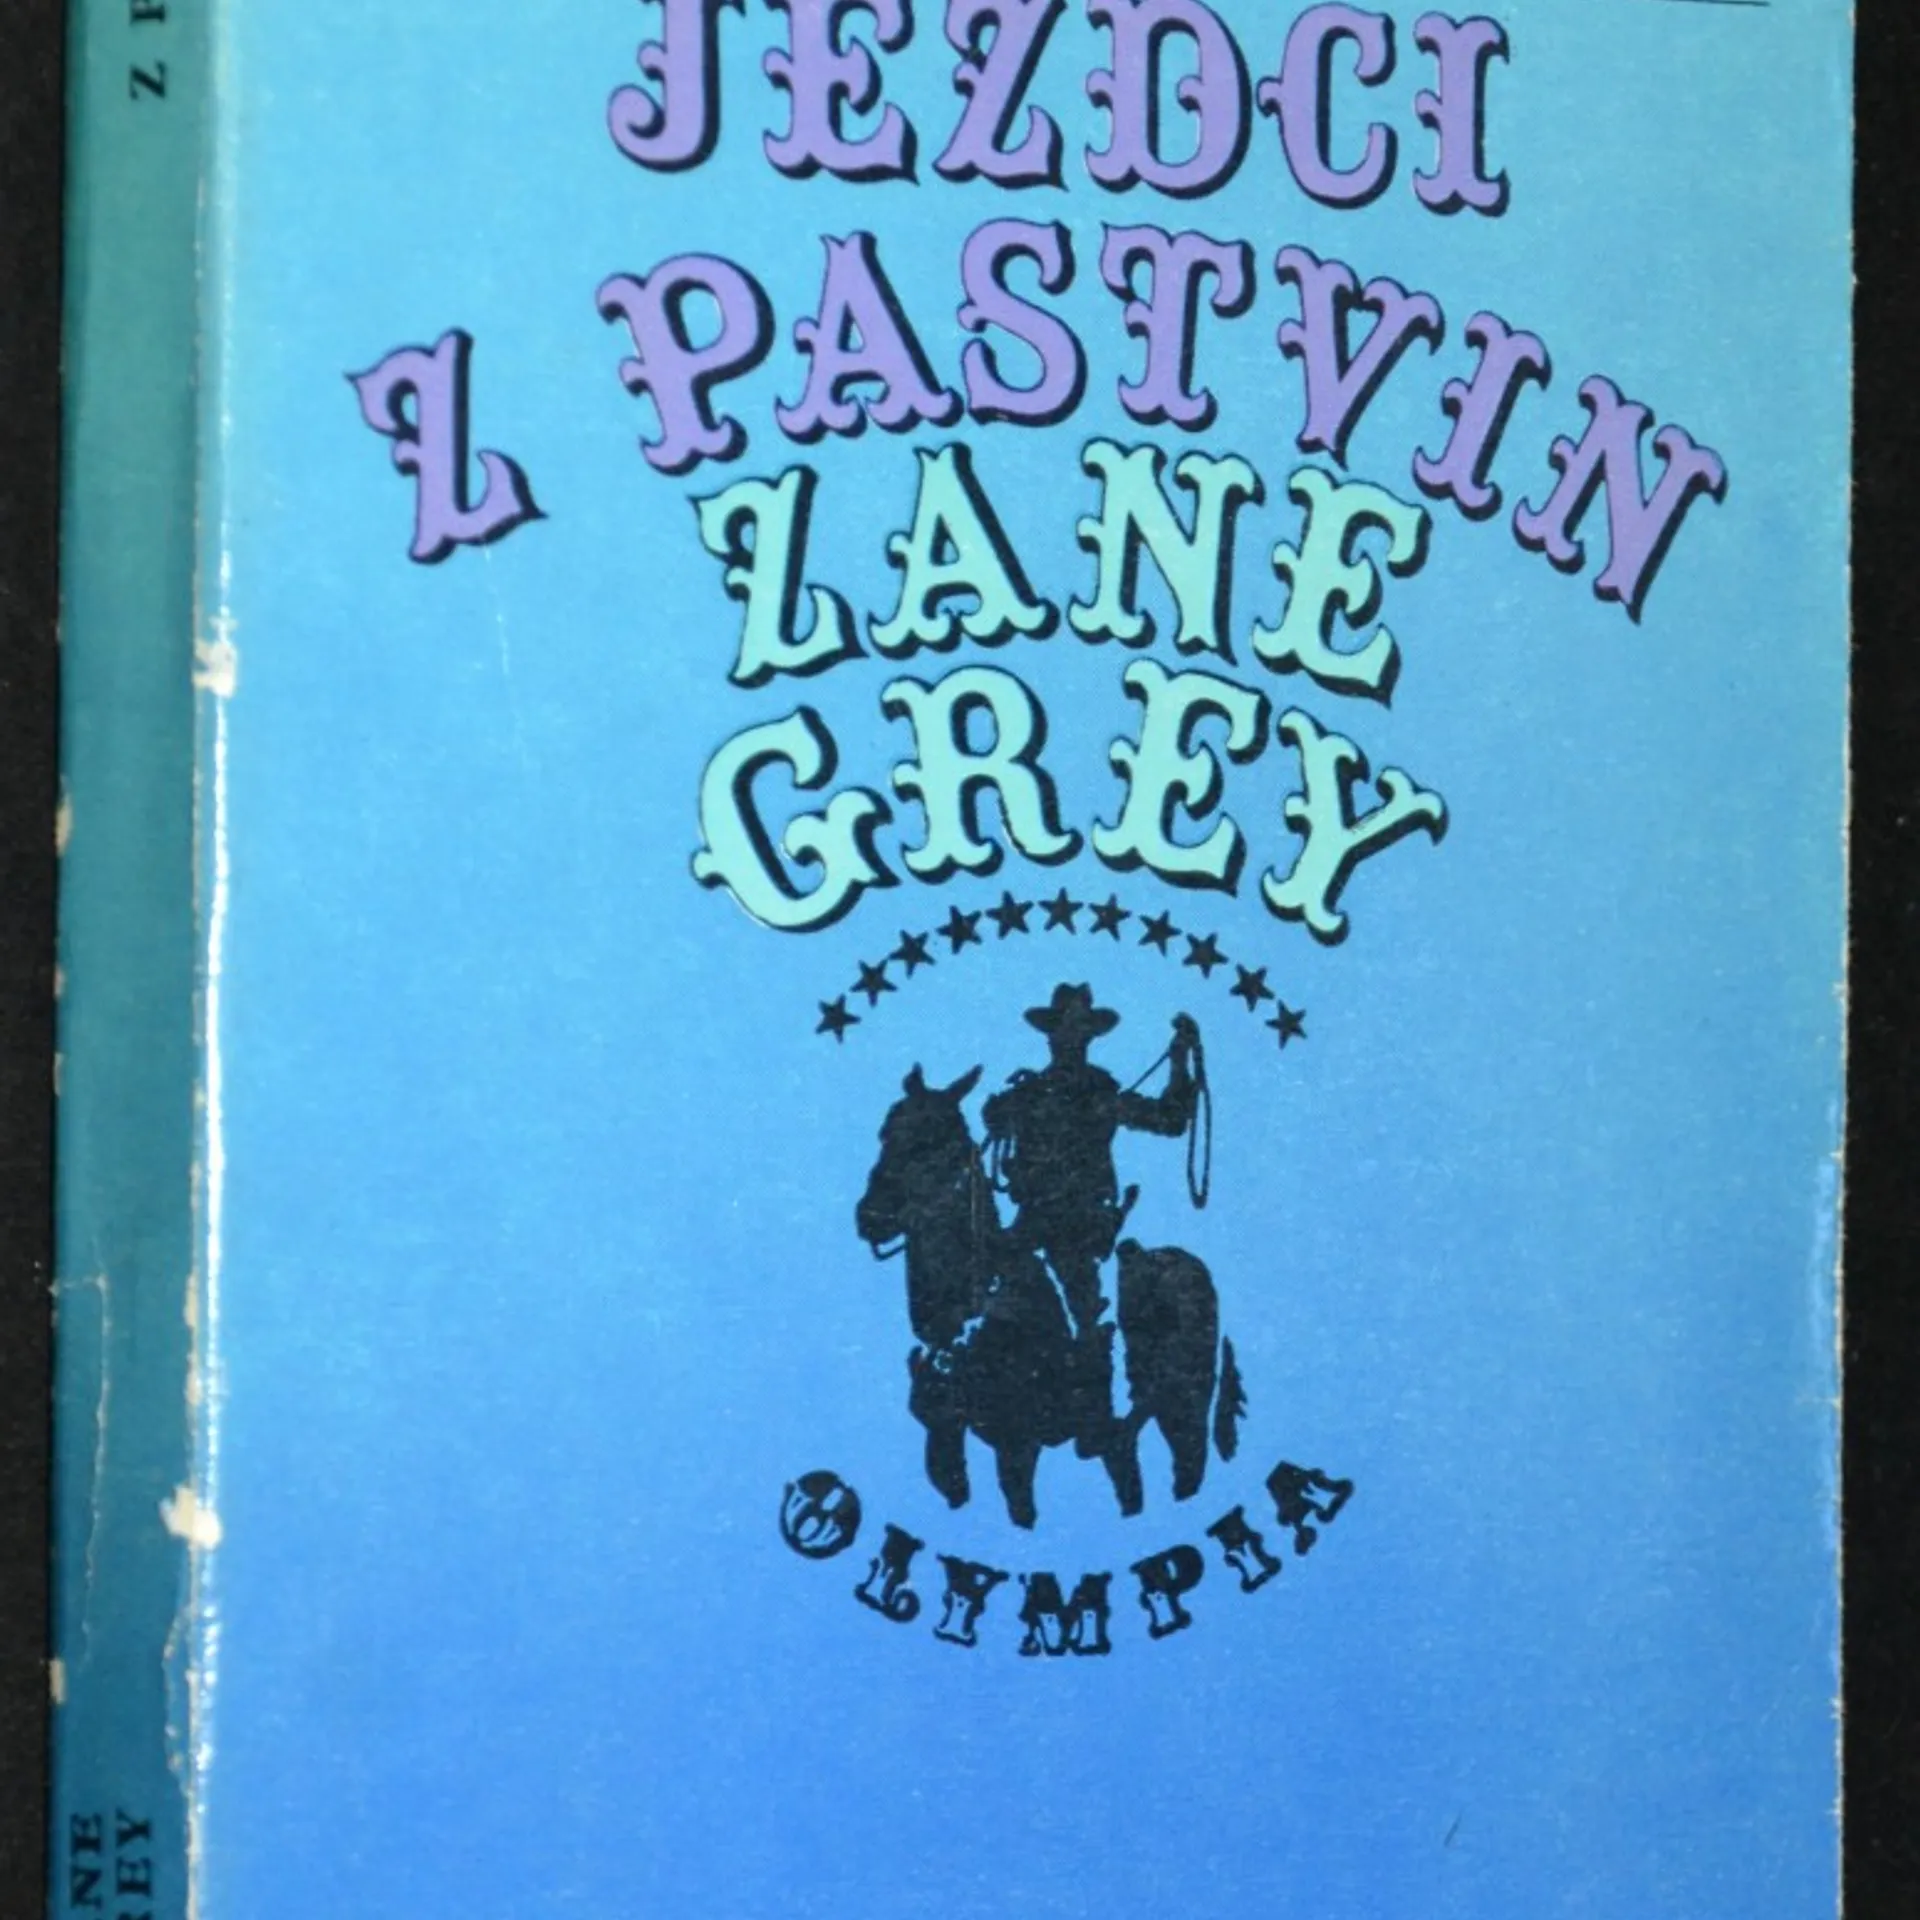 JEZDCI
Z PASTVIN
ZANE
GREY
OLYMPIA
Z P
NE
REY